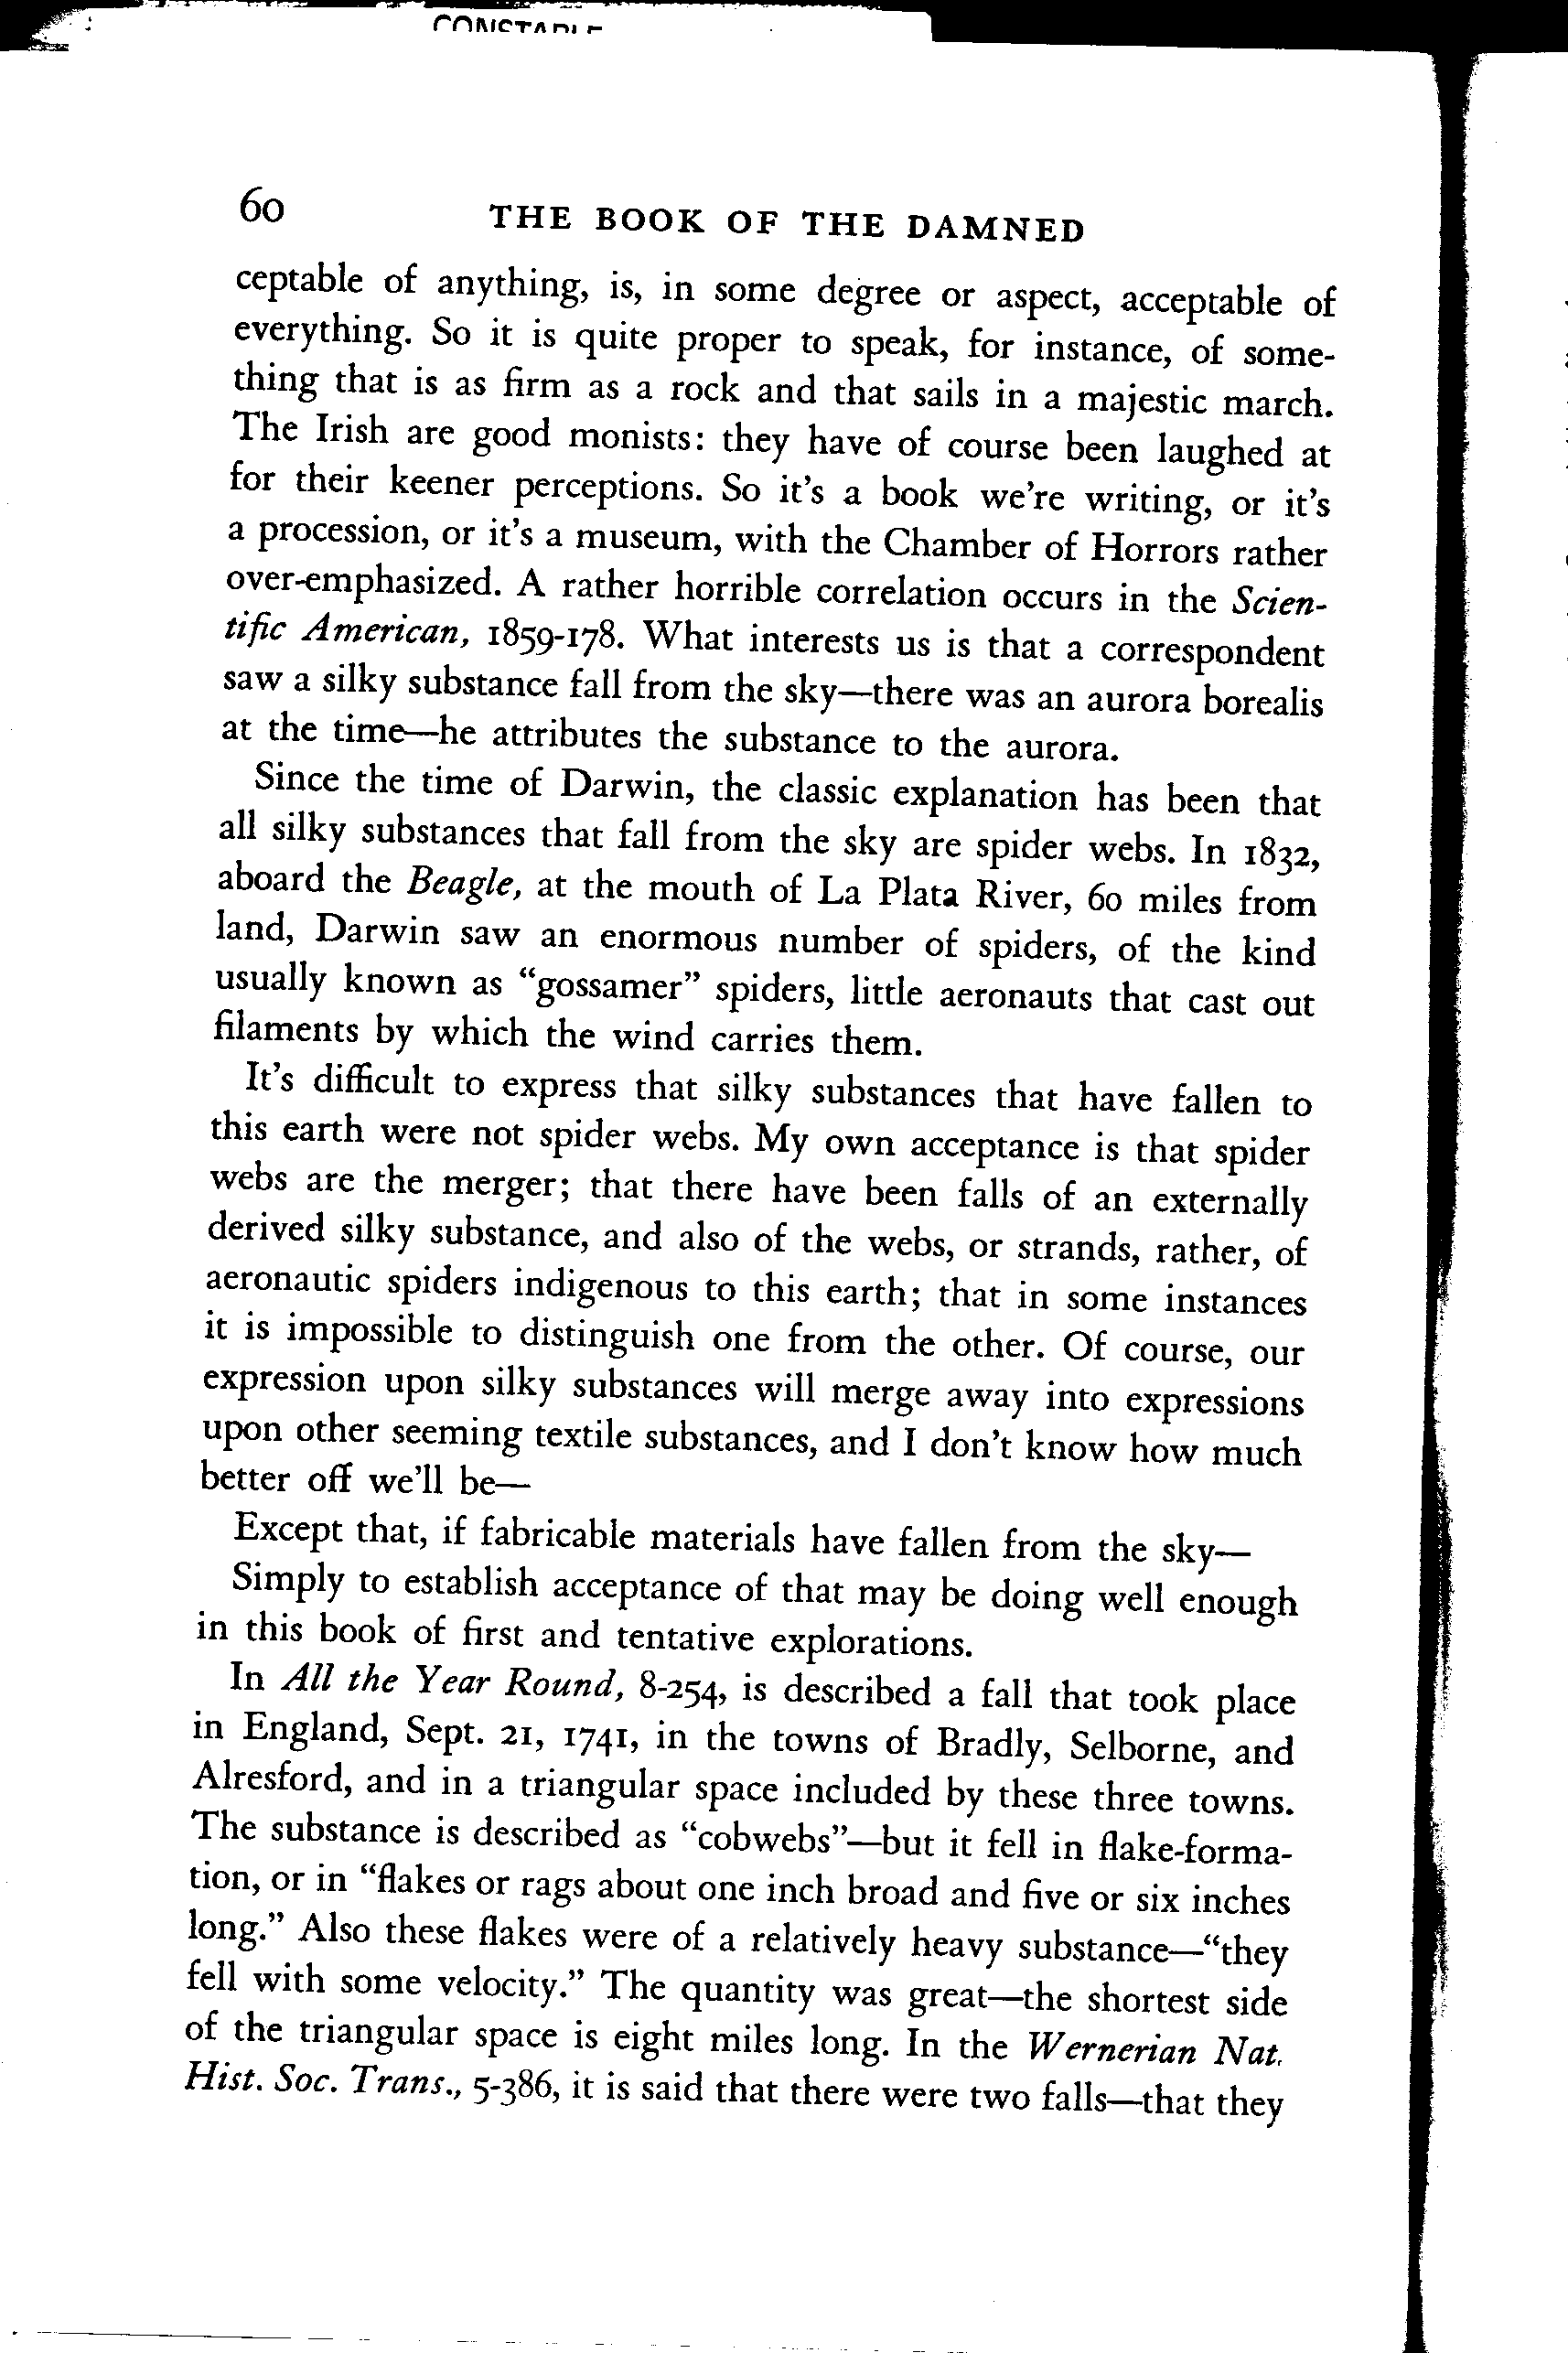 60
THE BOOK OF THE DAMNED
ceptable of anything, is, in some degree or aspect, acceptable of
everything. So it is quite proper to speak, for instance, of some-
thing that is as firm as a rock and that sails in a majestic march.
The Irish are good monists: they have of course been laughed at
for their keener perceptions. So it's a book we're writing, or it's
a procession, or it's a museum, with the Chamber of Horrors rather
over-emphasized. A rather horrible correlation occurs in the Scien-
tific American, 1859-178. What interests us is that a correspondent
saw a silky substance fall from the sky—there was an aurora borealis
at the time—he attributes the substance to the aurora.
Since the time of Darwin, the classic explanation has been that
all silky substances that fall from the sky are spider webs. In 1832,
aboard the Beagle, at the mouth of La Plata River, 60 miles from
land, Darwin saw an enormous number of spiders, of the kind
usually known as "gossamer" spiders, little aeronauts that cast out
filaments by which the wind carries them.
It's difficult to express that silky substances that have fallen to
this earth were not spider webs. My own acceptance is that spider
webs are the merger; that there have been falls of an externally
derived silky substance, and also of the webs, or strands, rather, of
aeronautic spiders indigenous to this earth; that in some instances
it is impossible to distinguish one from the other. Of course, our
expression upon silky substances will merge away into expressions
upon other seeming textile substances, and I don't know how much
better off we'll be—
Except that, if fabricable materials have fallen from the sky—
Simply to establish acceptance of that may be doing well enough
in this book of first and tentative explorations.
In All the Year Round, 8-254, is described a fall that took place
in England, Sept. 21, 1741, in the towns of Bradly, Selborne, and
Alresford, and in a triangular space included by these three towns.
The substance is described as "cobwebs"—but it fell in flake-forma-
tion, or in "flakes or rags about one inch broad and five or six inches
long." Also these flakes were of a relatively heavy substance—"they
fell with some velocity." The quantity was great—the shortest side
of the triangular space is eight miles long. In the Wernerian Nat.
Hist. Soc. Trans., 5-386, it is said that there were two falls—that they